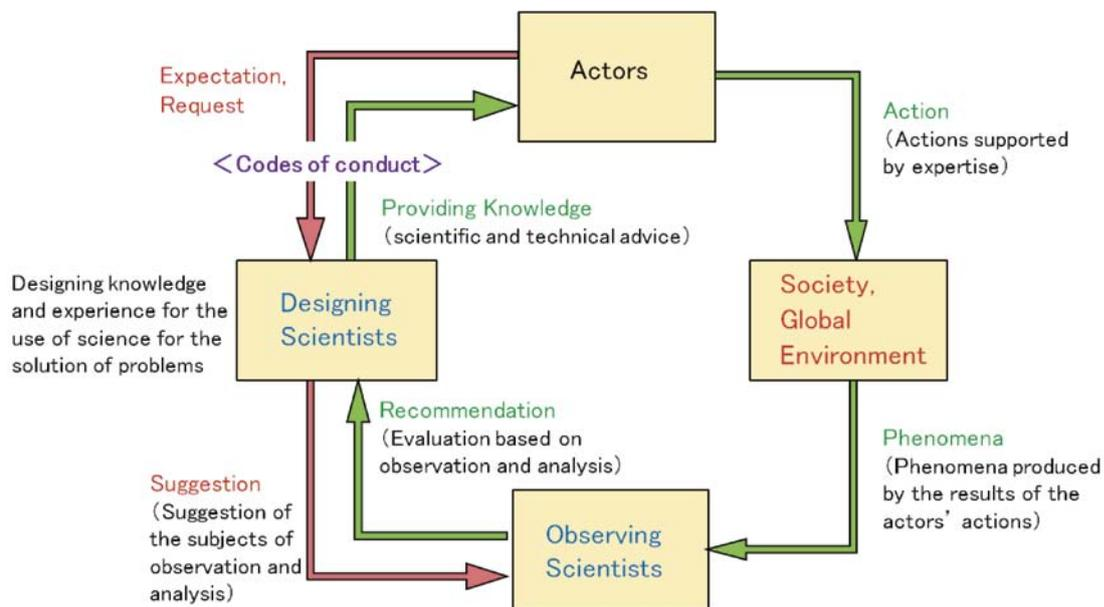 Actors
Expectation,
Request
Action
(Actions supported
by expertise)
<Codes of conduct>
Providing Knowledge
(scientific and technical advice)
Designing knowledge
and experience for the
use of science for the
solution of problems
Designing
Scientists
Society,
Global
Environment
Recommendation
(Evaluation based on
observation and analysis)
Phenomena
(Phenomena produced
by the results of the
actors’ actions)
Suggestion
(Suggestion of
the subjects of
observation and
analysis)
Observing
Scientists